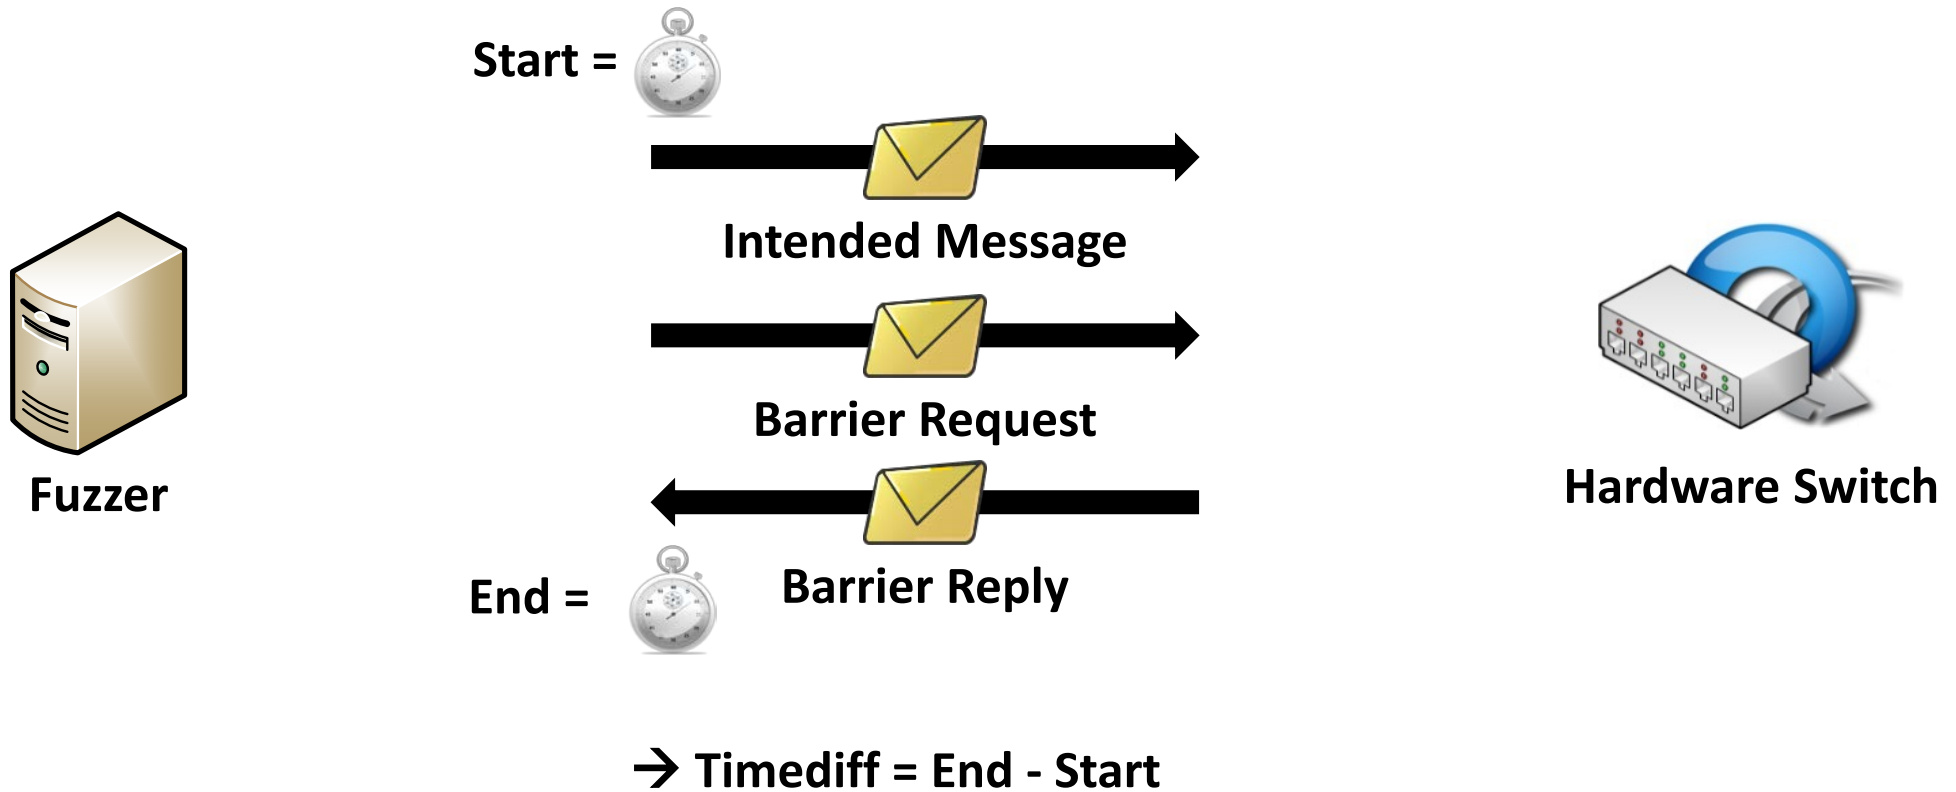 Start =
Intended Message
Barrier Request
Fuzzer
Hardware Switch
Barrier Reply
End =
→ Timediff = End - Start